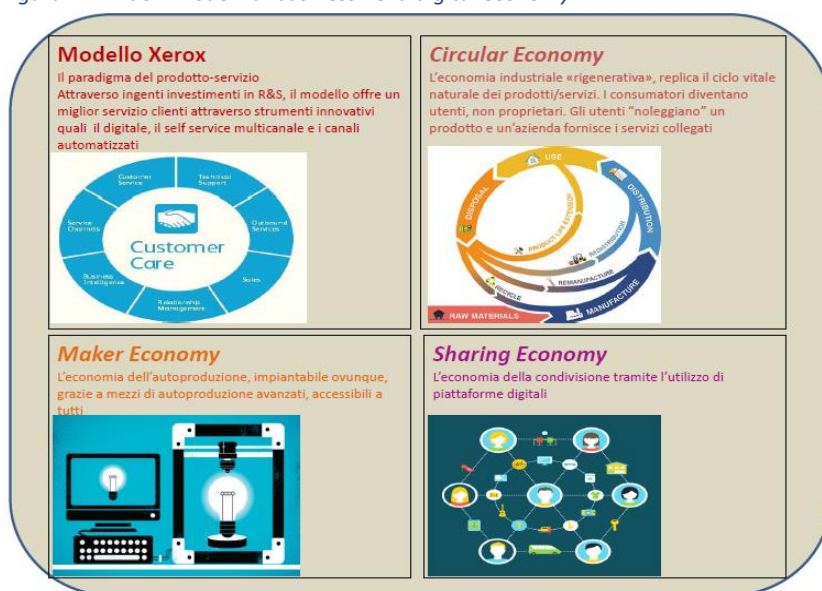 Modello Xerox
Il paradigma del prodotto-servizio
Attraverso ingenti investimenti in R&S, il modello offre un
miglior servizio clienti attraverso strumenti innovativi
quali il digitale, il self service multicanale e i canali
automatizzati
Customer
Service
Technical
Support
Service
Channels
Outbound
Services
Customer
Care
Business
Intelligence
Sales
Relationship
Management
Circular Economy
L'economia industriale «rigenerativa», replica il ciclo vitale
naturale dei prodotti/servizi. I consumatori diventano
utenti, non proprietari. Gli utenti "noleggiano" un
prodotto e un'azienda fornisce i servizi collegati
USE
DISPOSAL
DISTRIBUTION
PRODUCT LIFE EXTENSION
REDISTRIBUTION
REMANUFACTURE
RECYCLE
MANUFACTURE
RAW MATERIALS
Maker Economy
L'economia dell'autoproduzione, impiantabile ovunque,
grazie a mezzi di autoproduzione avanzati, accessibili a
tutti
Sharing Economy
L'economia della condivisione tramite l'utilizzo di
piattaforme digitali